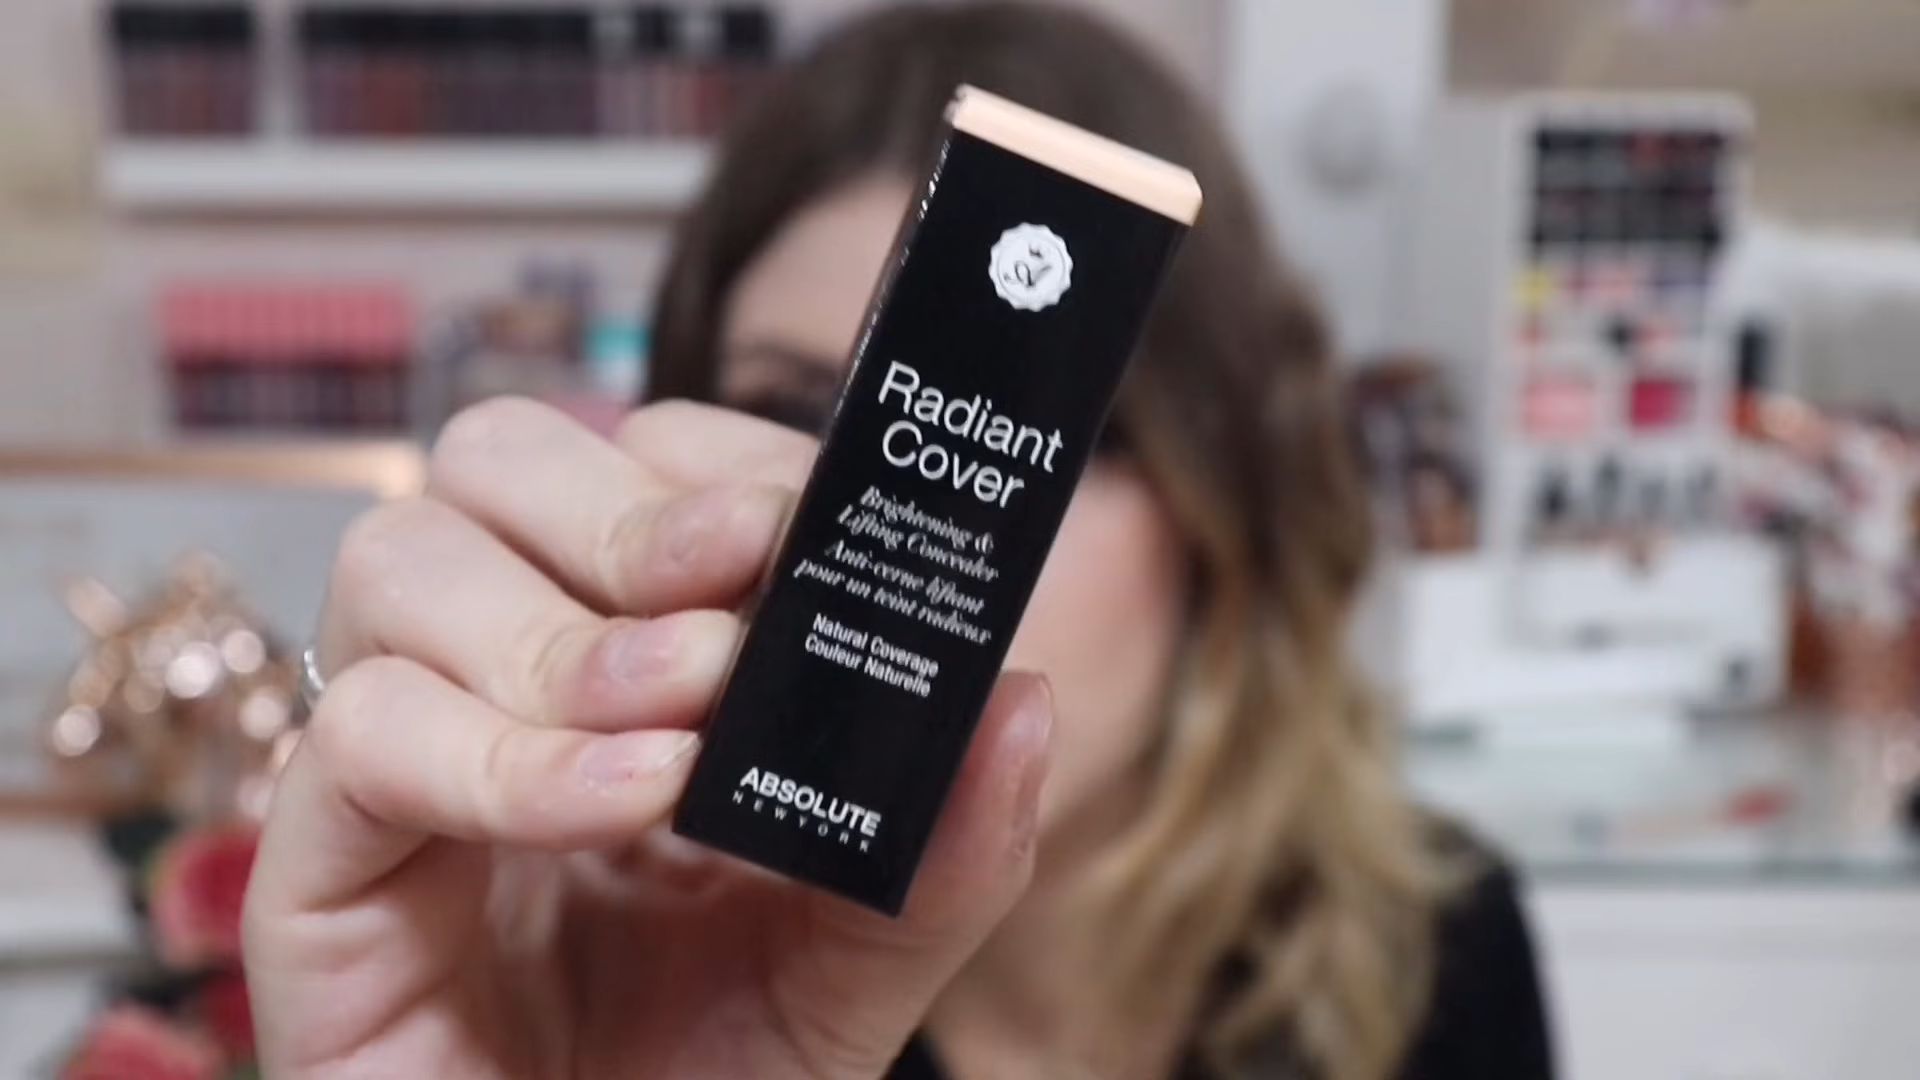 Radiant
Cover
Brightening &
Lifting Concealer
Anti-cerne liftant
pour un teint radieux
Natural Coverage
Couleur Naturelle
ABSOLUTE
NEW YORK